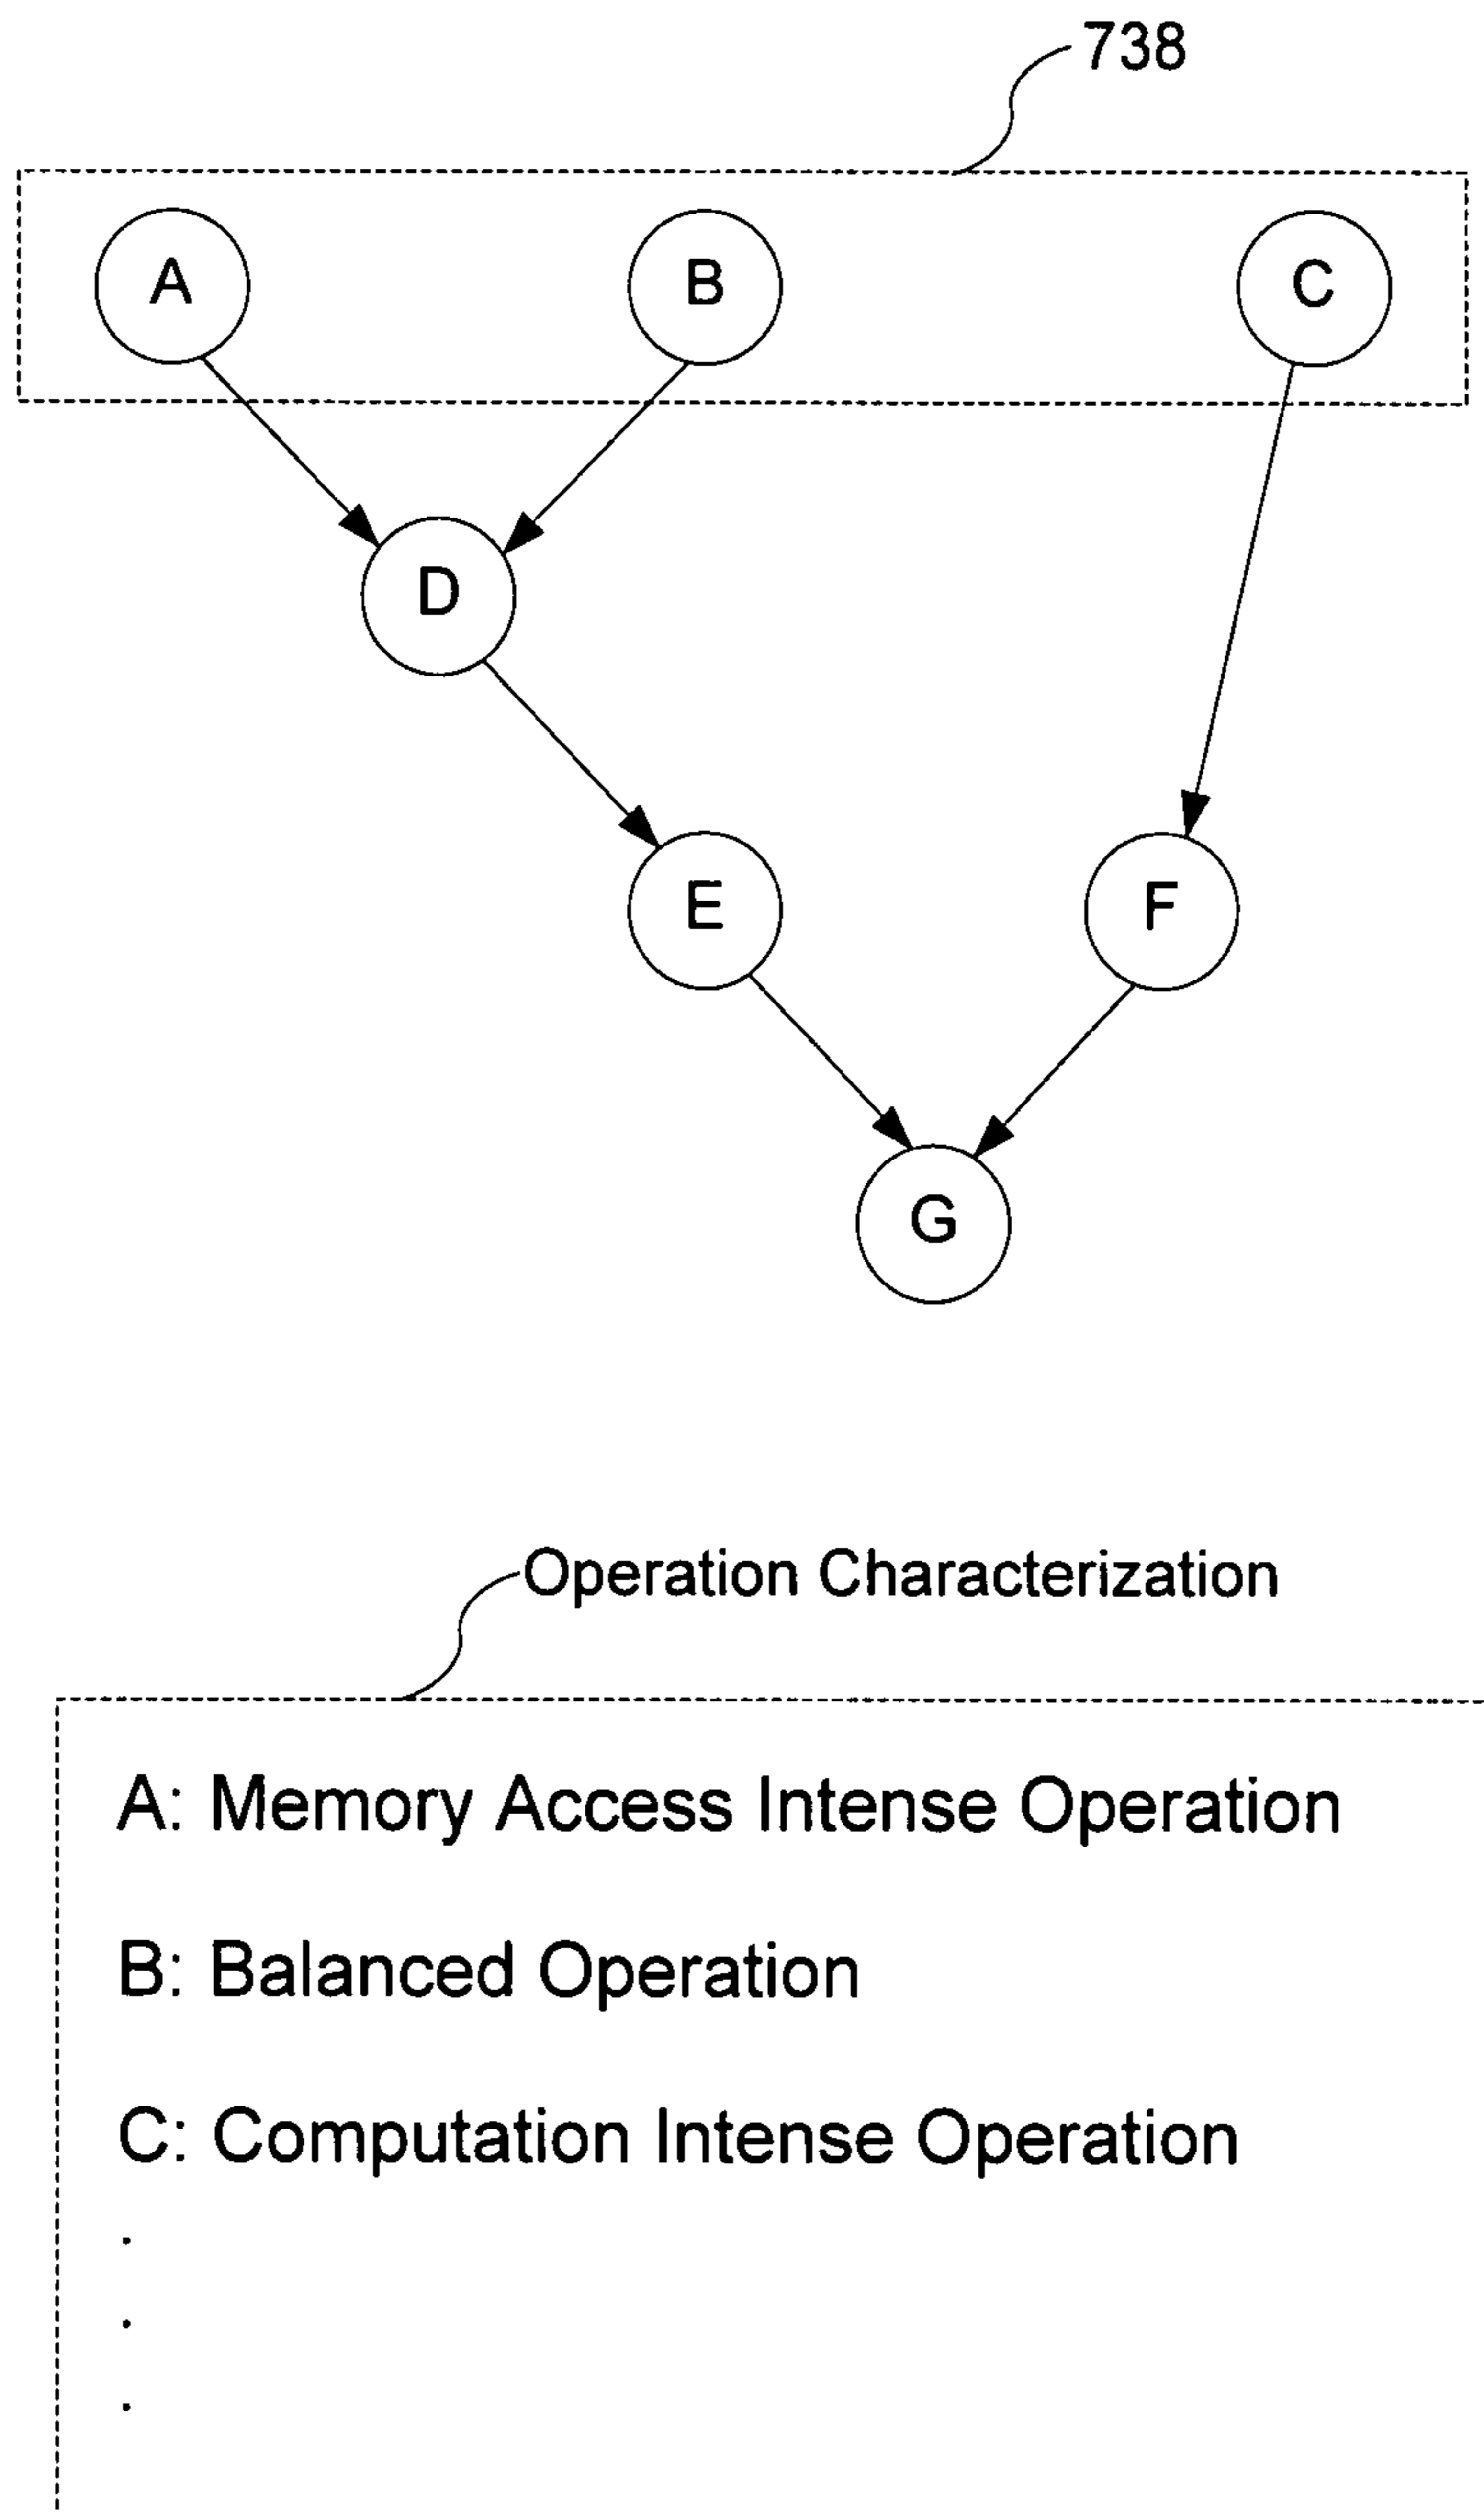 738
A
B
C
D
E
F
G
Operation Characterization
A: Memory Access Intense Operation
B: Balanced Operation
C: Computation Intense Operation
.
.
.